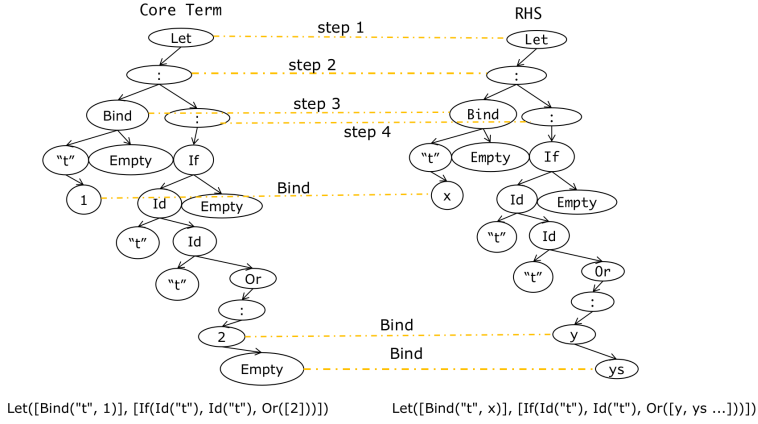 Core Term RHS
Let step 1 Let
: step 2 :
Bind : step 3 Bind :
step 4
“t” Empty If “t” Empty If
1 Bind x
Id Empty Id Empty
“t” Id “t” Id
“t” Or “t” Or
: :
2 Bind y
Empty Bind ys
Let([Bind("t", 1)], [If(Id("t"), Id("t"), Or([2]))]) Let([Bind("t", x)], [If(Id("t"), Id("t"), Or([y, ys ...]))])